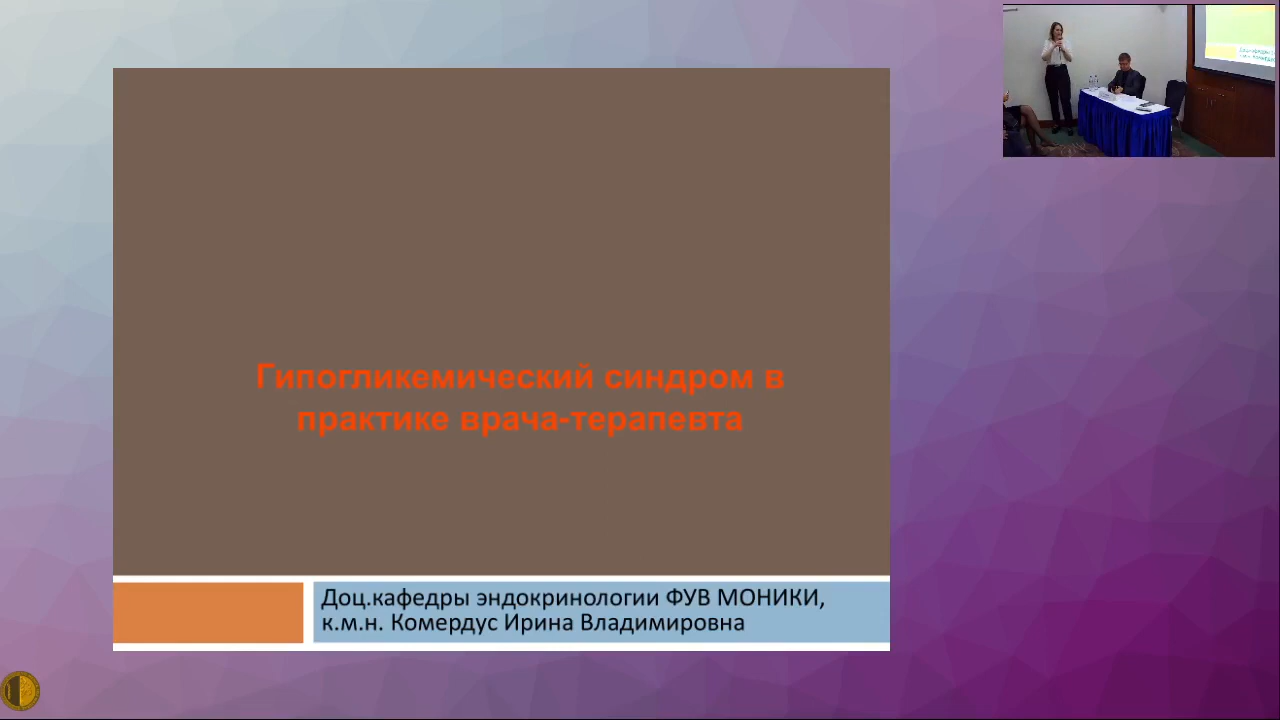 Гипогликемический синдром в
практике врача-терапевта
Доц.кафедры эндокринологии ФУВ МОНИКИ,
к.м.н. Комердус Ирина Владимировна